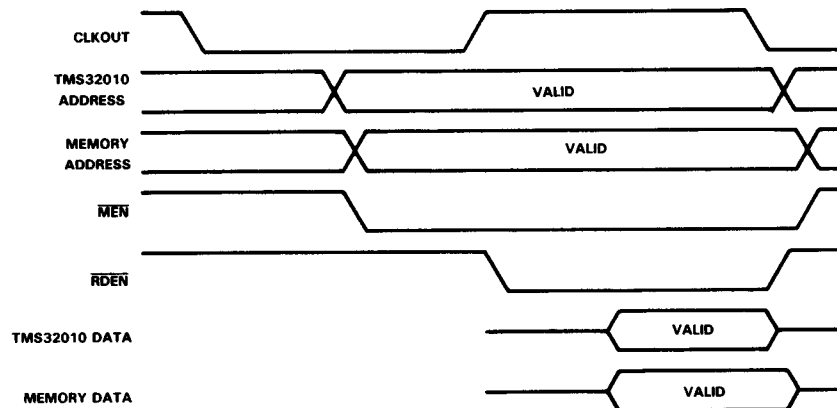 CLKOUT
TMS32010
ADDRESS
VALID
MEMORY
ADDRESS
VALID
MEN
RDEN
TMS32010 DATA
VALID
MEMORY DATA
VALID